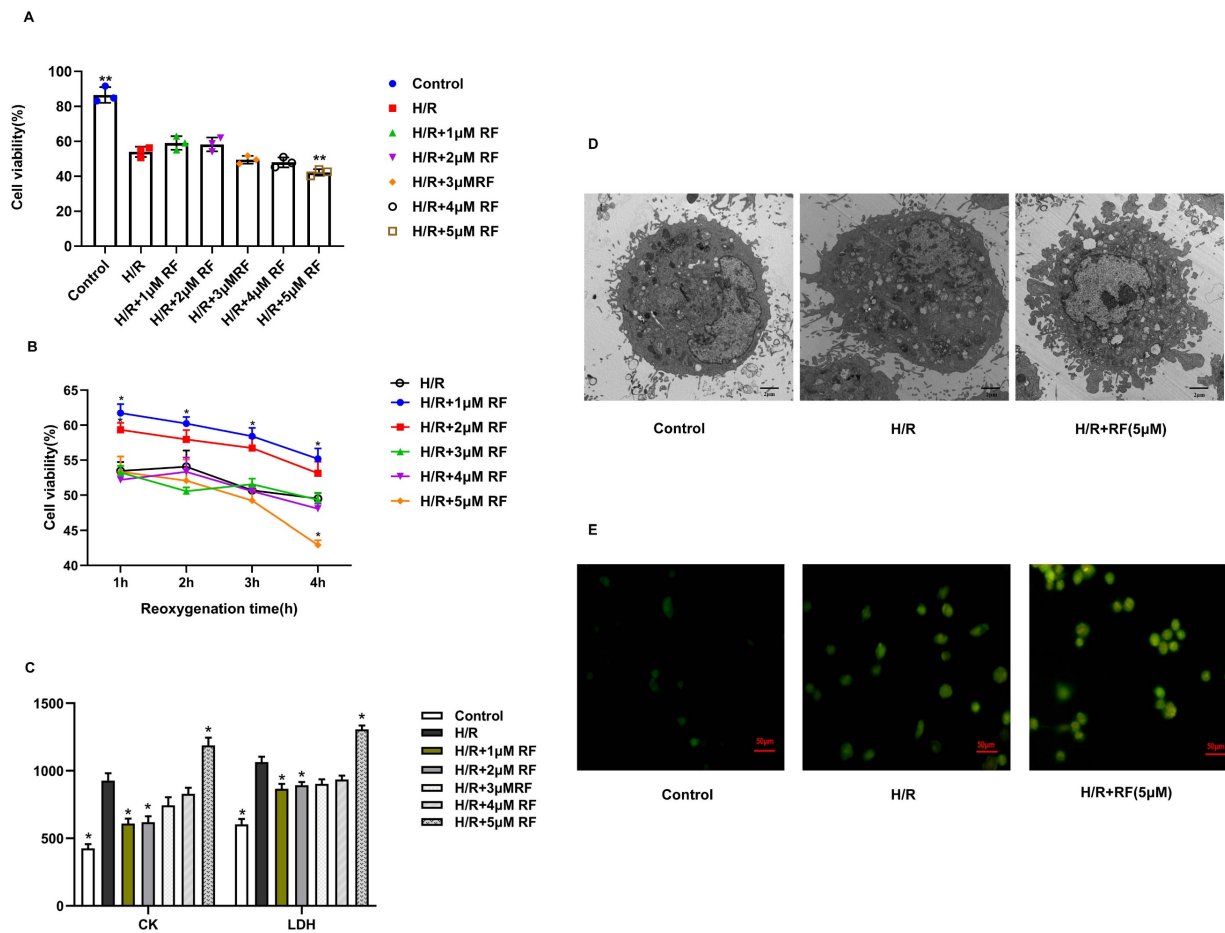 A
100
80
60
40
20
0
Cell viability(%)
**
**
Control
H/R
H/R+1μM RF
H/R+2μM RF
H/R+3μMRF
H/R+4μM RF
H/R+5μM RF
Control
H/R
H/R+1μM RF
H/R+2μM RF
H/R+3μMRF
H/R+4μM RF
H/R+5μM RF
B
65
60
55
50
45
40
Cell viability(%)
*
*
*
*
*
*
1h
2h
3h
4h
Reoxygenation time(h)
H/R
H/R+1μM RF
H/R+2μM RF
H/R+3μM RF
H/R+4μM RF
H/R+5μM RF
C
1500
1000
500
0
*
*
*
*
*
*
*
*
CK
LDH
Control
H/R
H/R+1μM RF
H/R+2μM RF
H/R+3μMRF
H/R+4μM RF
H/R+5μM RF
D
2μm
2μm
2μm
Control
H/R
H/R+RF(5μM)
E
50μm
50μm
50μm
Control
H/R
H/R+RF(5μM)